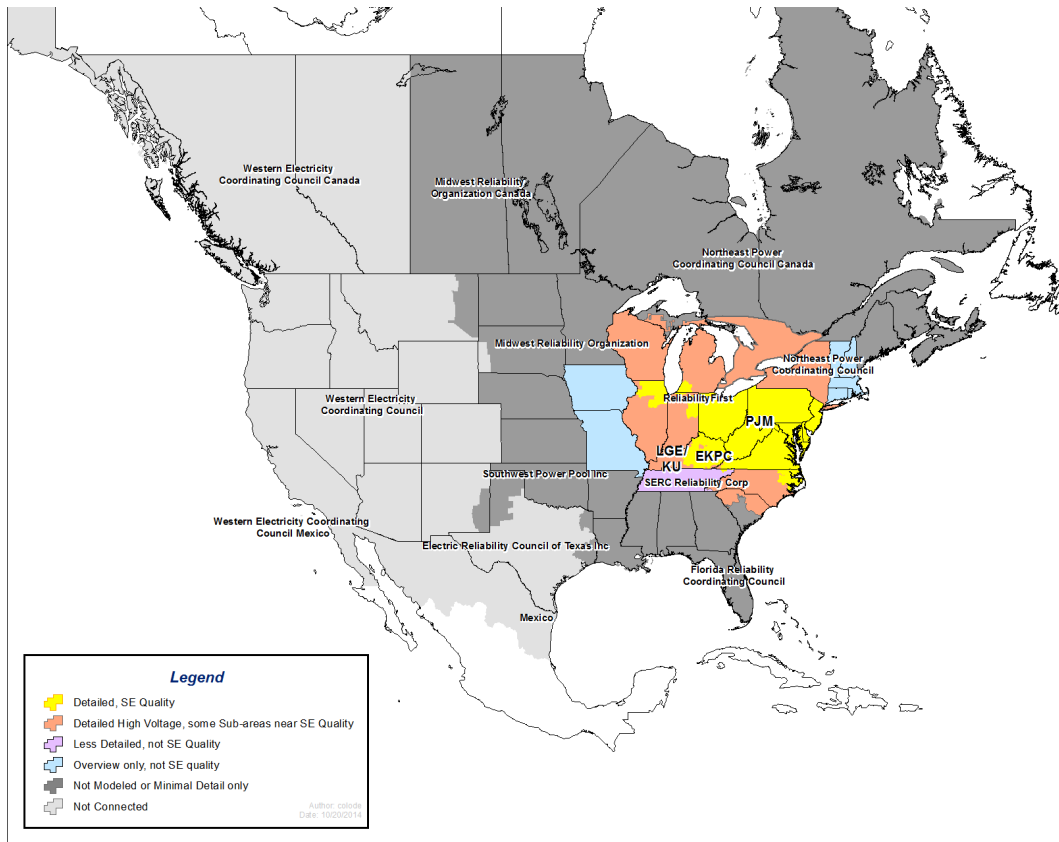 Western Electricity
Coordinating Council Canada
Midwest Reliability
Organization Canada
Northeast Power
Coordinating Council Canada
Midwest Reliability Organization
Northeast Power
Coordinating Council
Western Electricity
Coordinating Council
ReliabilityFirst
PJM
LGE/
KU
EKPC
Southwest Power Pool Inc
SERC Reliability Corp
Western Electricity Coordinating
Council Mexico
Electric Reliability Council of Texas Inc
Florida Reliability
Coordinating Council
Mexico
Legend
Detailed, SE Quality
Detailed High Voltage, some Sub-areas near SE Quality
Less Detailed, not SE Quality
Overview only, not SE quality
Not Modeled or Minimal Detail only
Not Connected
Author: coiode
Date: 10/20/2014